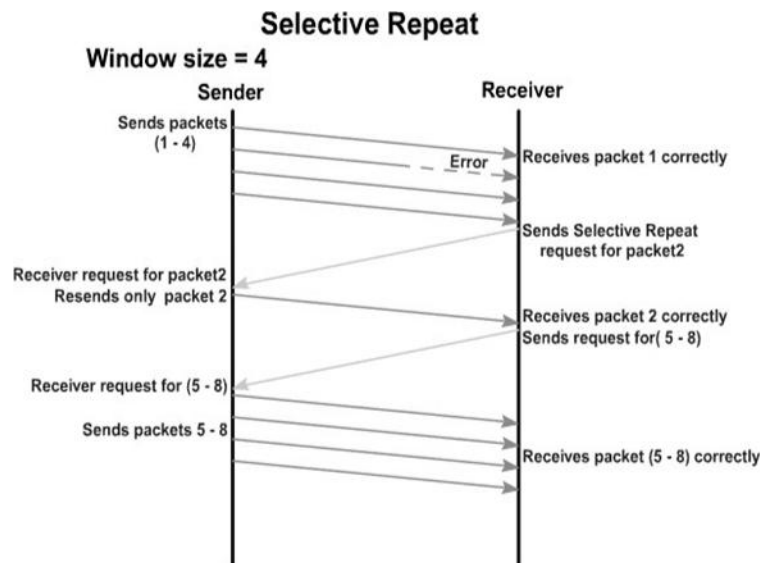 Selective Repeat
Window size = 4
Sender
Receiver
Sends packets
(1 - 4)
Error
Receives packet 1 correctly
Sends Selective Repeat
request for packet2
Receiver request for packet2
Resends only packet 2
Receives packet 2 correctly
Sends request for( 5 - 8)
Receiver request for (5 - 8)
Sends packets 5 - 8
Receives packet (5 - 8) correctly